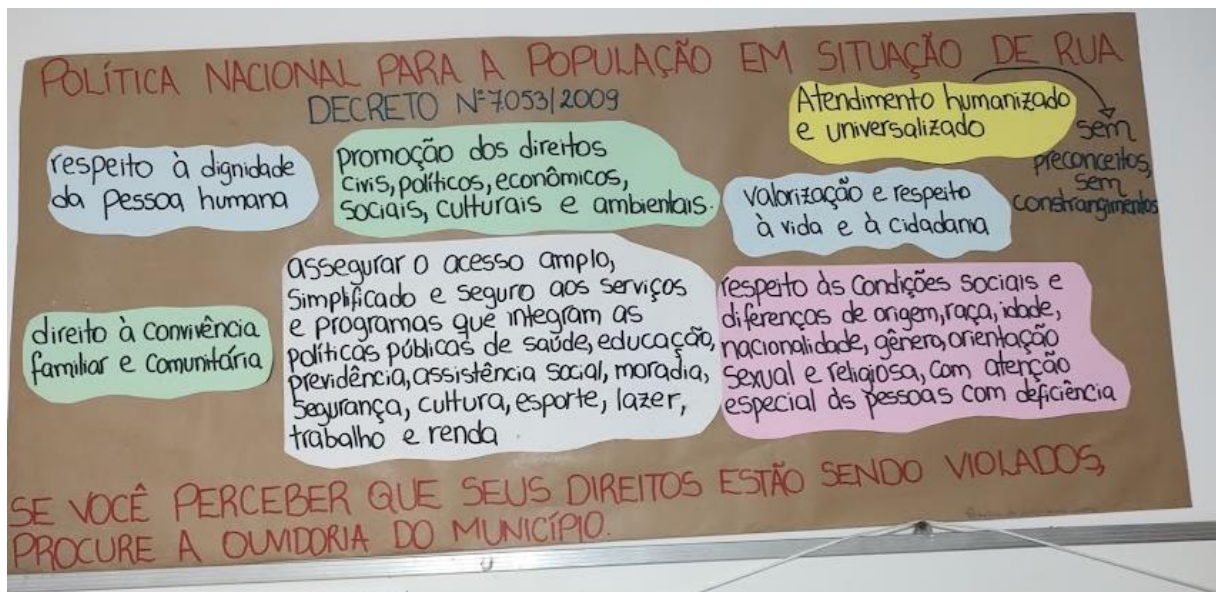 POLÍTICA NACIONAL PARA A POPULAÇÃO EM SITUAÇÃO DE RUA
DECRETO Nº 7053/2009
respeito à dignidade
da pessoa humana
promoção dos direitos
civis, políticos, econômicos,
sociais, culturais e ambientais.
Atendimento humanizado
e universalizado
sem
preconceitos,
sem
constrangimentos
valorização e respeito
à vida e à cidadania
direito à convivência
familiar e comunitária
assegurar o acesso amplo,
simplificado e seguro aos serviços
e programas que integram as
políticas públicas de saúde, educação,
previdência, assistência social, moradia,
segurança, cultura, esporte, lazer,
trabalho e renda
respeito às condições sociais e
diferenças de origem, raça, idade,
nacionalidade, gênero, orientação
sexual e religiosa, com atenção
especial às pessoas com deficiência
SE VOCÊ PERCEBER QUE SEUS DIREITOS ESTÃO SENDO VIOLADOS,
PROCURE A OUVIDORIA DO MUNICÍPIO.